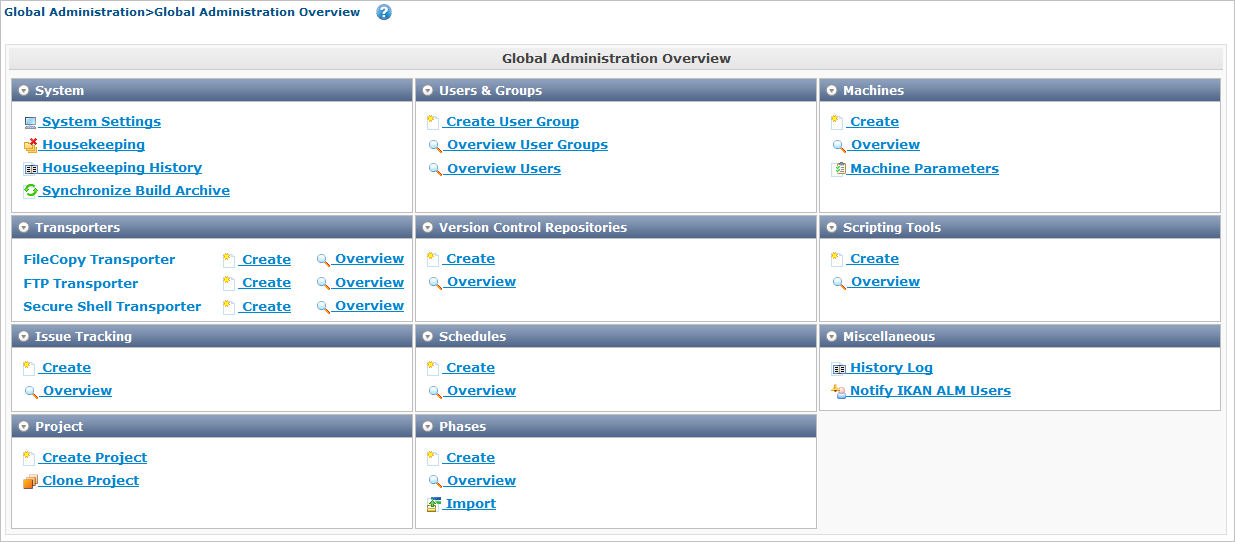 Global Administration>Global Administration Overview
Global Administration Overview
System
System Settings
Housekeeping
Housekeeping History
Synchronize Build Archive
Users & Groups
Create User Group
Overview User Groups
Overview Users
Machines
Create
Overview
Machine Parameters
Transporters
FileCopy Transporter Create Overview
FTP Transporter Create Overview
Secure Shell Transporter Create Overview
Version Control Repositories
Create
Overview
Scripting Tools
Create
Overview
Issue Tracking
Create
Overview
Schedules
Create
Overview
Miscellaneous
History Log
Notify IKAN ALM Users
Project
Create Project
Clone Project
Phases
Create
Overview
Import